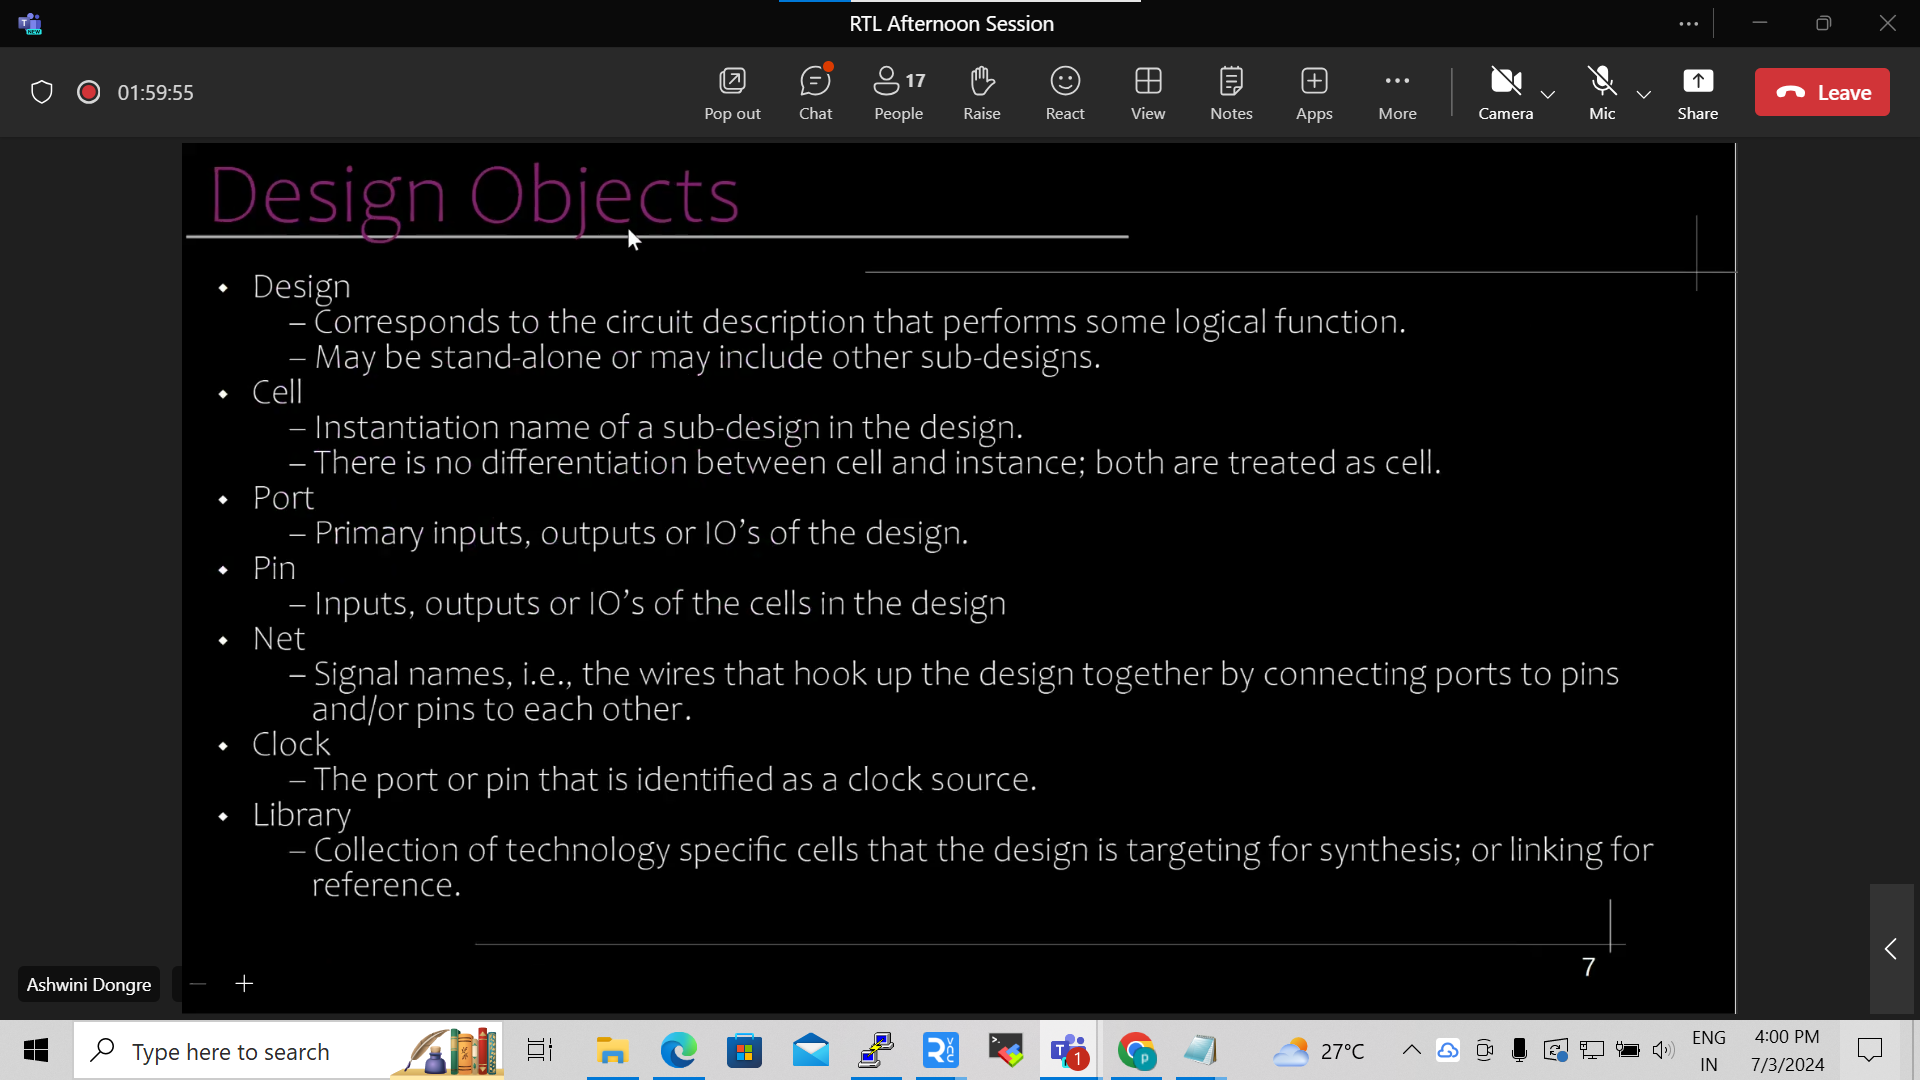 RTL Afternoon Session
01:59:55
Pop out
Chat
17
People
Raise
React
View
Notes
Apps
More
Camera
Mic
Share
Leave
Design Objects
• Design
– Corresponds to the circuit description that performs some logical function.
– May be stand-alone or may include other sub-designs.
• Cell
– Instantiation name of a sub-design in the design.
– There is no differentiation between cell and instance; both are treated as cell.
• Port
– Primary inputs, outputs or IO’s of the design.
• Pin
– Inputs, outputs or IO’s of the cells in the design
• Net
– Signal names, i.e., the wires that hook up the design together by connecting ports to pins
and/or pins to each other.
• Clock
– The port or pin that is identified as a clock source.
• Library
– Collection of technology specific cells that the design is targeting for synthesis; or linking for
reference.
7
Ashwini Dongre
Type here to search
1
p
27°C
ENG
IN
4:00 PM
7/3/2024